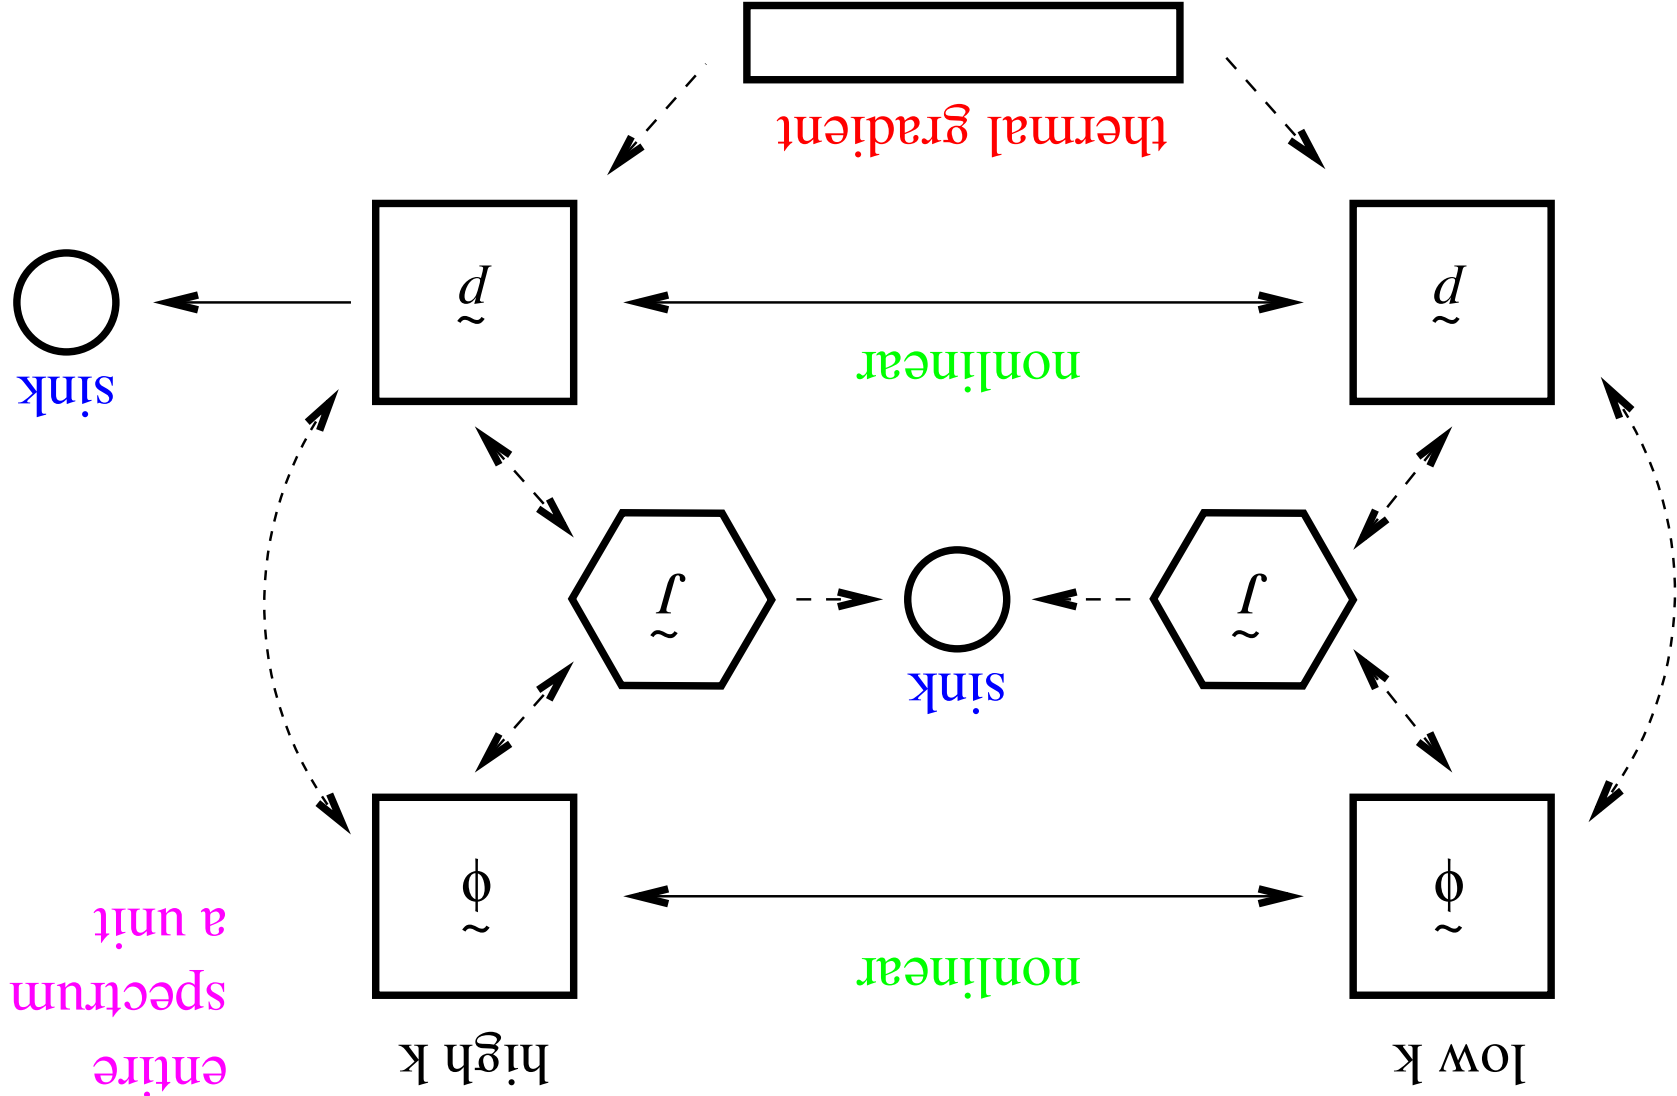 low k
high k
entire
spectrum
a unit
nonlinear
ϕ̃
ϕ̃
sink
J̃
J̃
sink
nonlinear
p̃
p̃
thermal gradient